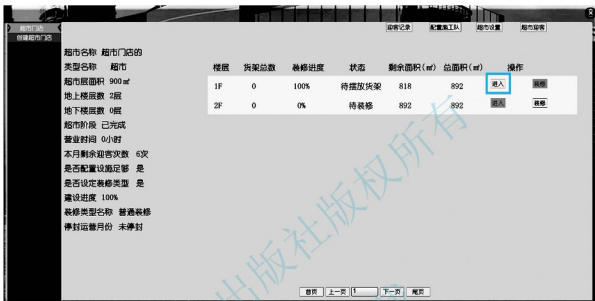 迎客记录 配置施工队 超市设置 超市迎客
超市门店
创建超市门店
超市名称 超市门店的
类型名称 超市
超市层面积 900㎡
地上楼层数 2层
地下楼层数 0层
超市阶段 已完成
营业时间 0小时
本月剩余迎客次数 6次
是否配置设施足够 是
是否设定装修类型 是
建设进度 100%
装修类型名称 普通装修
停封运营月份 未停封
楼层 货架总数 装修进度 状态 剩余面积(㎡) 总面积(㎡) 操作
1F 0 100% 待摆放货架 818 892 进入 装修
2F 0 0% 待装修 892 892 进入 装修
首页 上一页 1 下一页 尾页
出版社版权所有